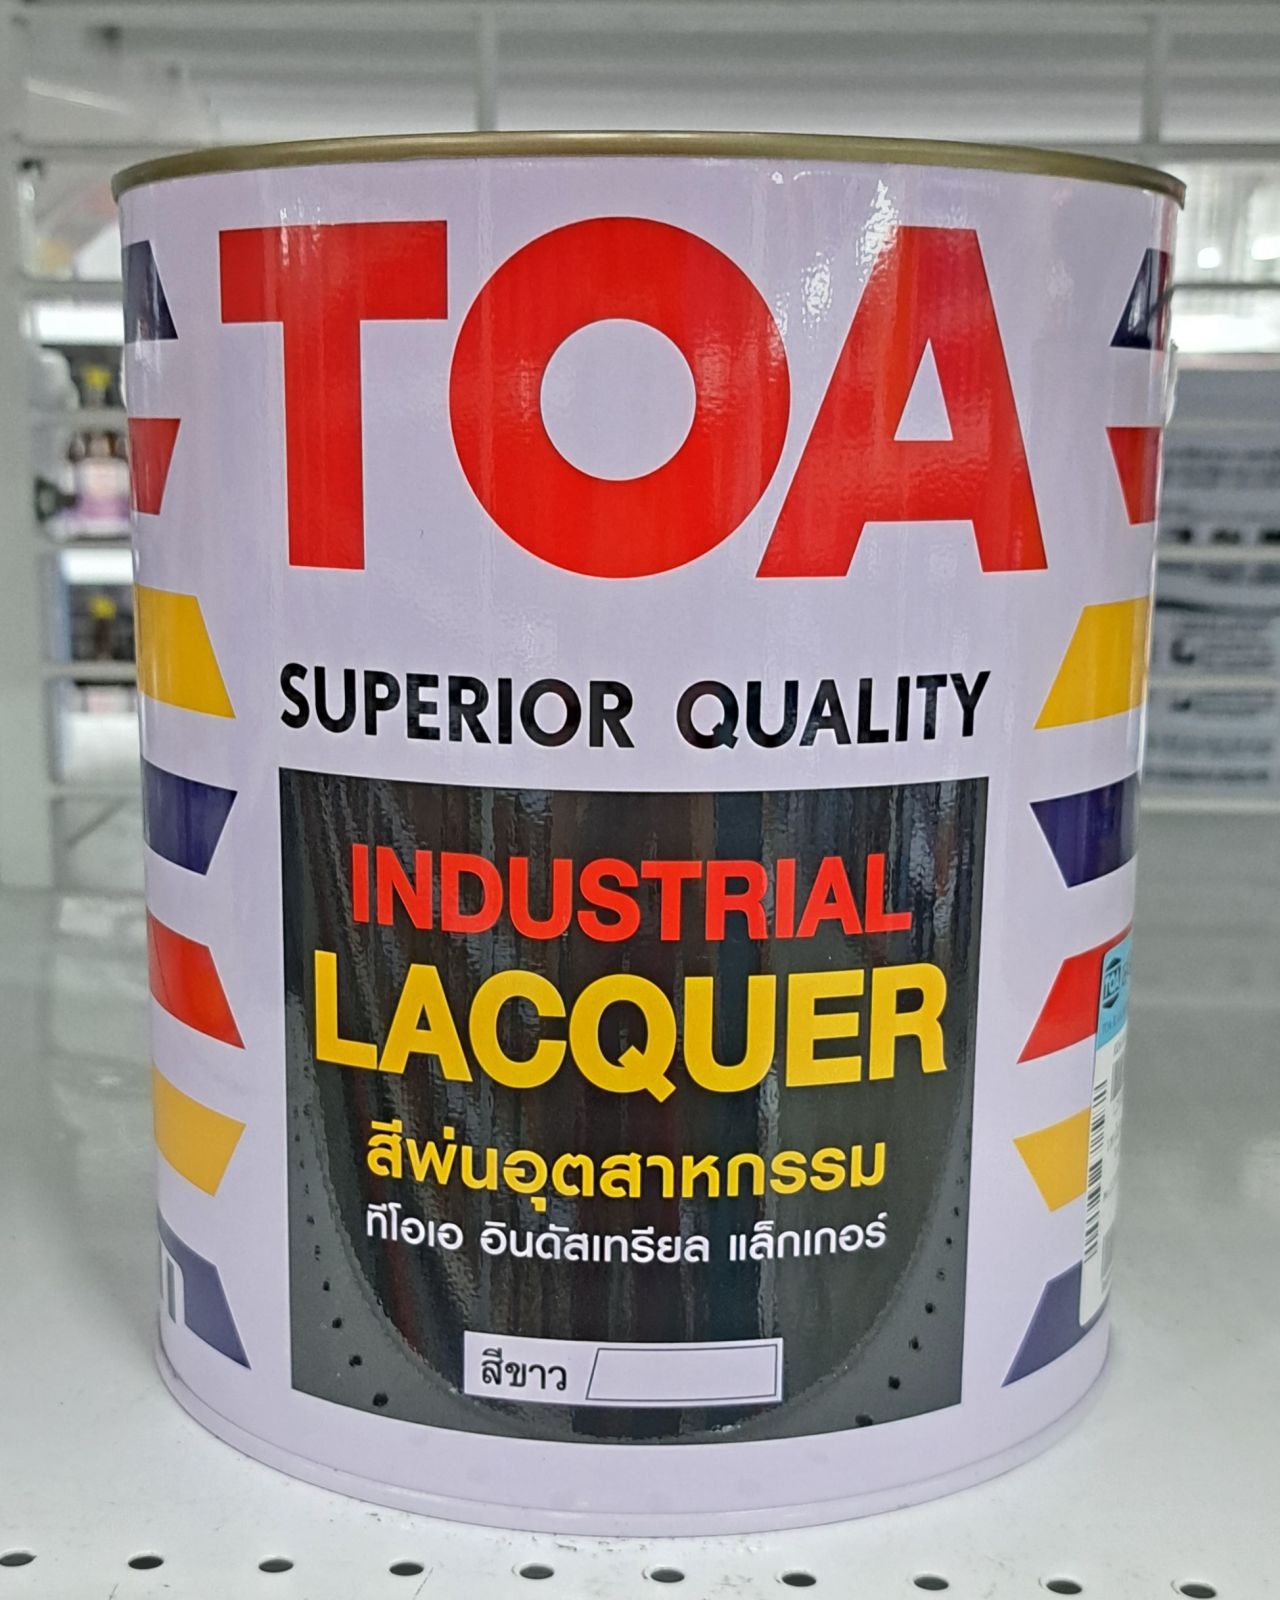 TOA
SUPERIOR QUALITY
INDUSTRIAL
LACQUER
สีพ่นอุตสาหกรรม
ทีโอเอ อินดัสเทรียล แล็กเกอร์
สีขาว
TOA